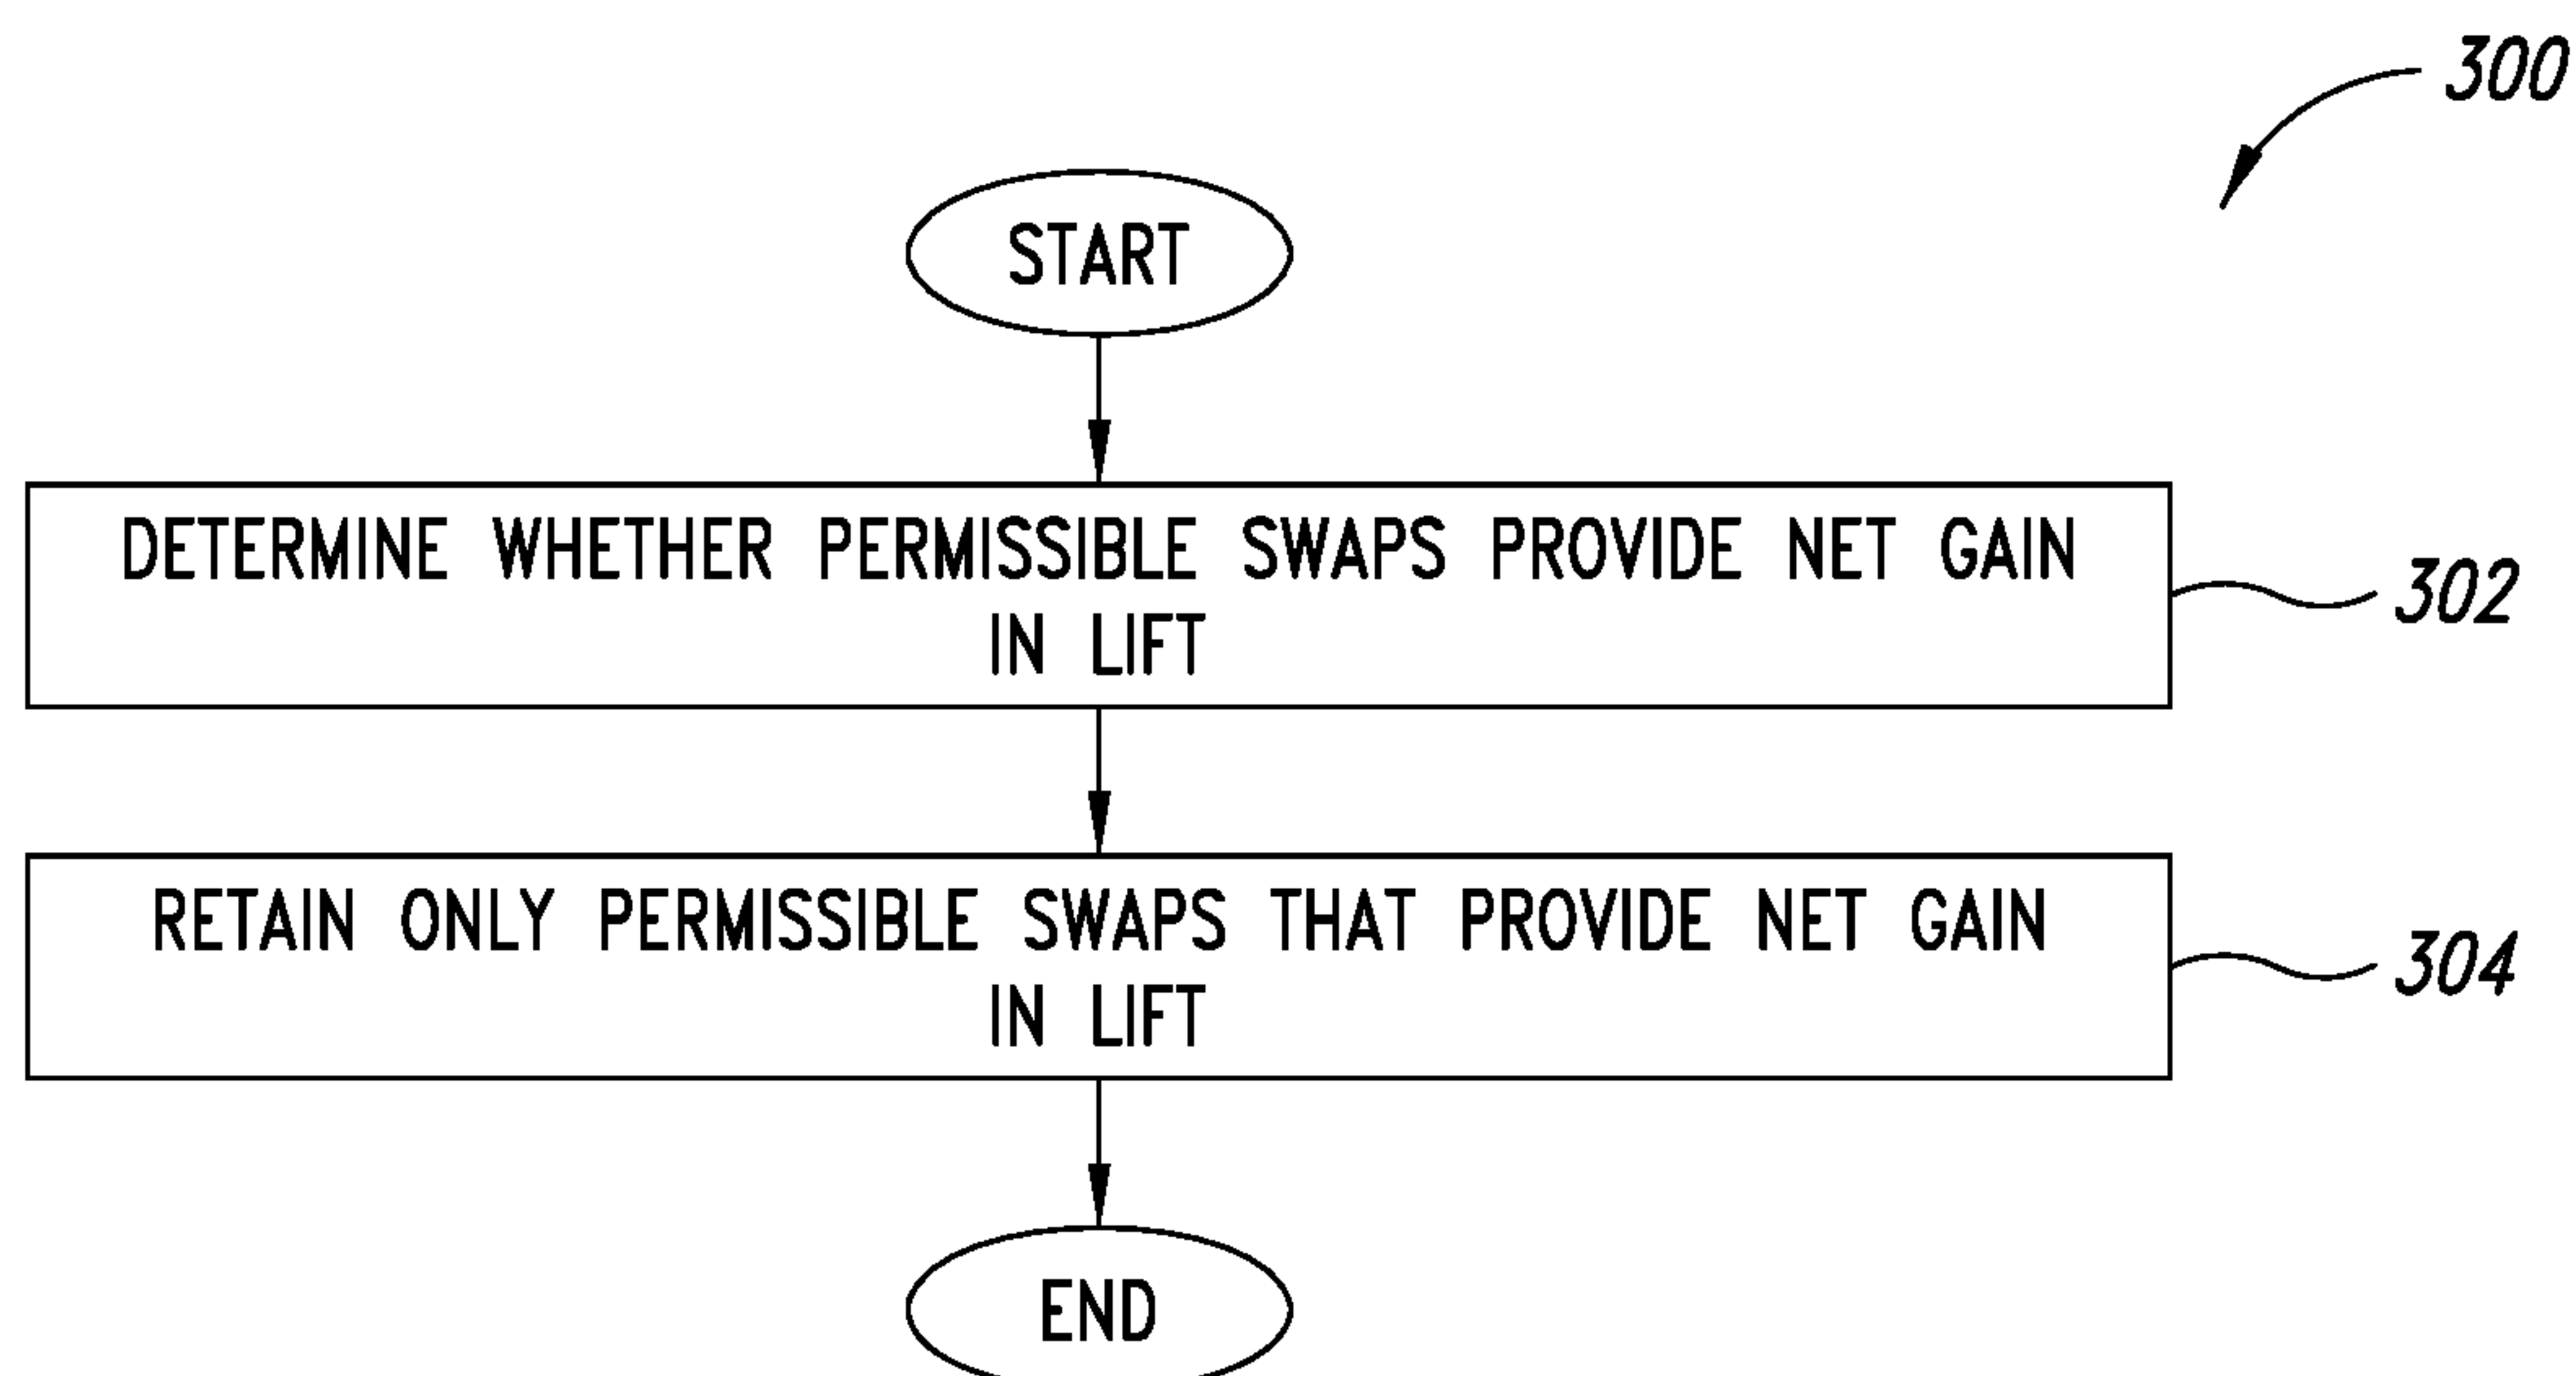 300
START
DETERMINE WHETHER PERMISSIBLE SWAPS PROVIDE NET GAIN
IN LIFT
302
RETAIN ONLY PERMISSIBLE SWAPS THAT PROVIDE NET GAIN
IN LIFT
304
END